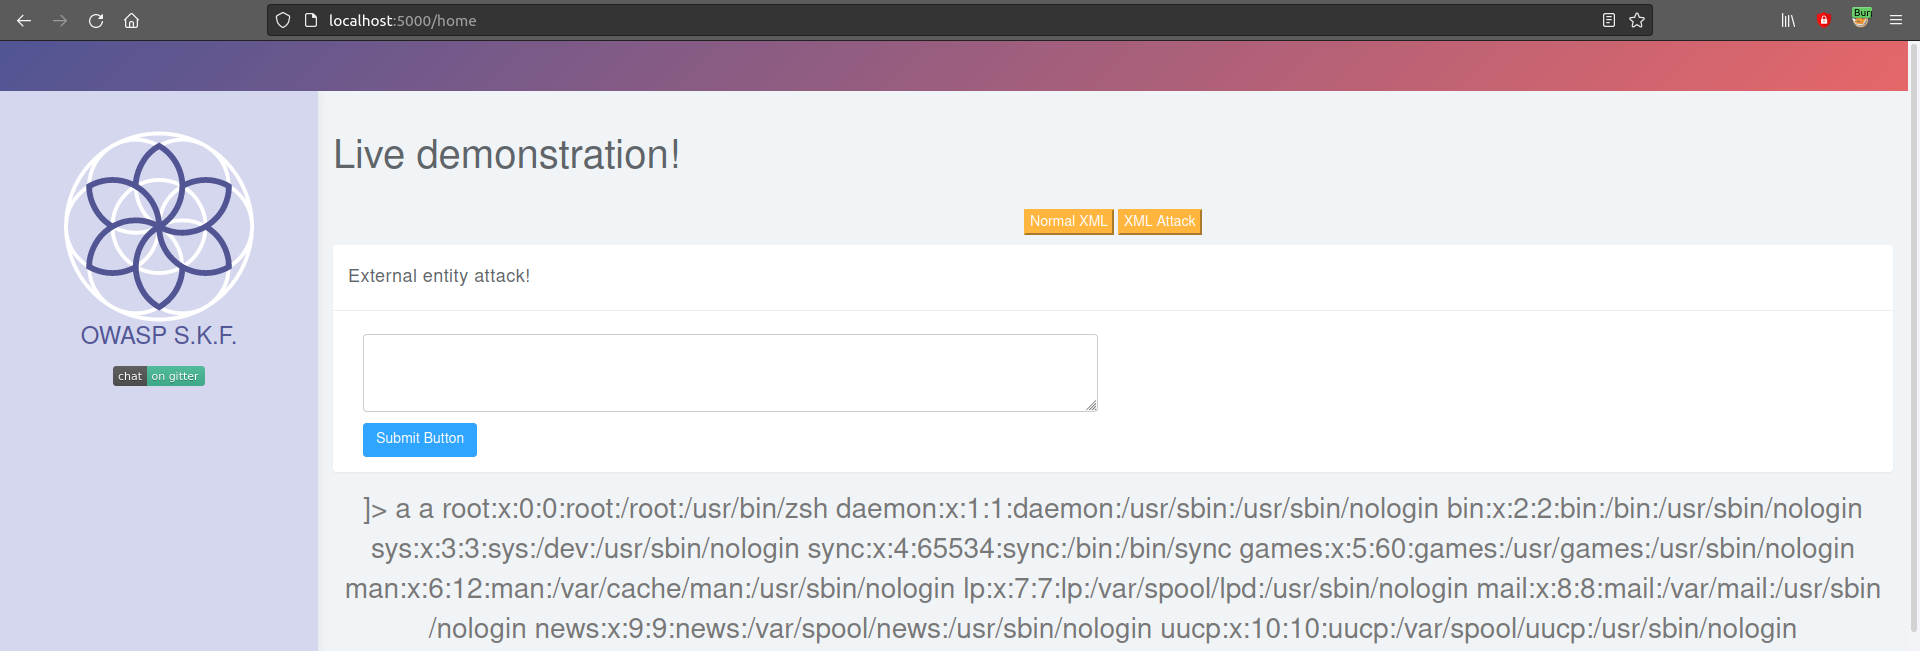 localhost:5000/home
Bur
Live demonstration!
Normal XML XML Attack
External entity attack!
OWASP S.K.F.
chat on gitter
Submit Button
]> a a root:x:0:0:root:/root:/usr/bin/zsh daemon:x:1:1:daemon:/usr/sbin:/usr/sbin/nologin bin:x:2:2:bin:/bin:/usr/sbin/nologin
sys:x:3:3:sys:/dev:/usr/sbin/nologin sync:x:4:65534:sync:/bin:/bin/sync games:x:5:60:games:/usr/games:/usr/sbin/nologin
man:x:6:12:man:/var/cache/man:/usr/sbin/nologin lp:x:7:7:lp:/var/spool/lpd:/usr/sbin/nologin mail:x:8:8:mail:/var/mail:/usr/sbin
/nologin news:x:9:9:news:/var/spool/news:/usr/sbin/nologin uucp:x:10:10:uucp:/var/spool/uucp:/usr/sbin/nologin